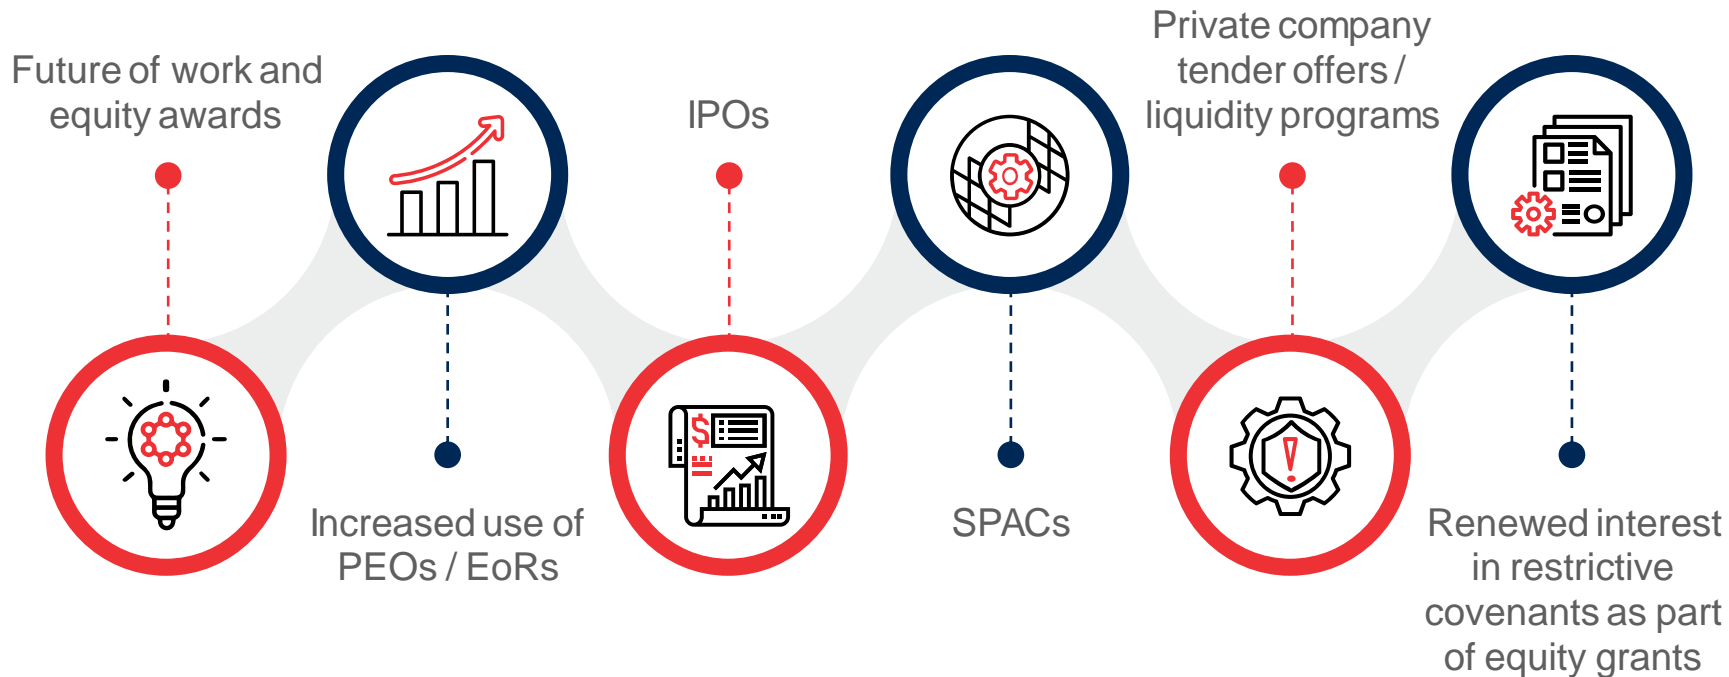 Future of work and
equity awards
Increased use of
PEOs / EoRs
IPOs
SPACs
Private company
tender offers /
liquidity programs
Renewed interest
in restrictive
covenants as part
of equity grants
$